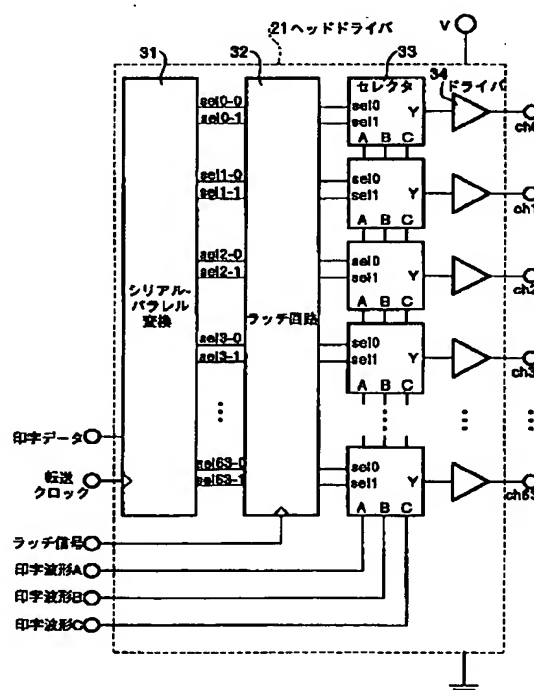 21ヘッドドライバ
V
31
32
33
34
セレクタ
ドライバ
sel0-0
sel0-1
sel0
sel1
Y
A B C
ch0
sel1-0
sel1-1
sel0
sel1
Y
A B C
ch1
sel2-0
sel2-1
sel0
sel1
Y
A B C
ch2
シリアル-
パラレル
変換
ラッチ回路
sel3-0
sel3-1
sel0
sel1
Y
A B C
ch3
印字データ
転送
クロック
sel63-0
sel63-1
sel0
sel1
Y
A B C
ch63
ラッチ信号
印字波形A
印字波形B
印字波形C